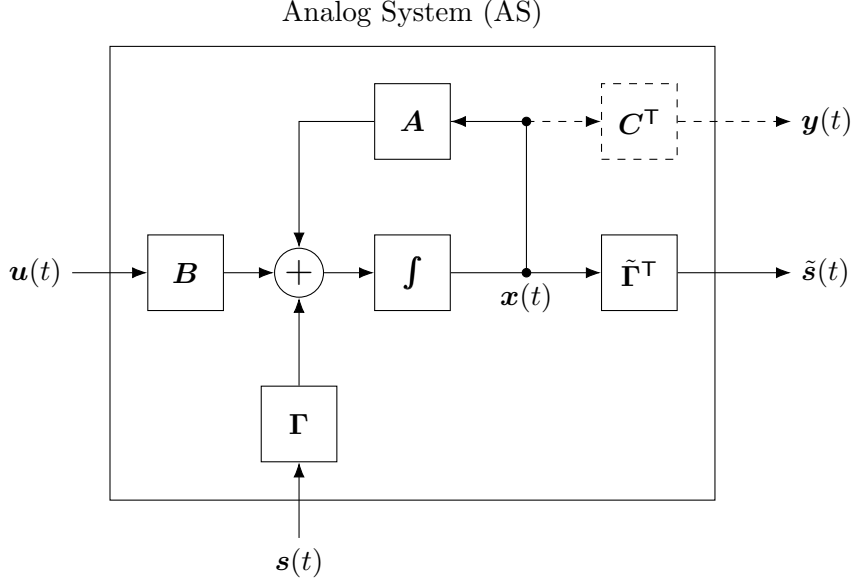 Analog System (AS)
A
C^T
y(t)
u(t)
B
+
∫
x(t)
Γ̃^T
s̃(t)
Γ
s(t)